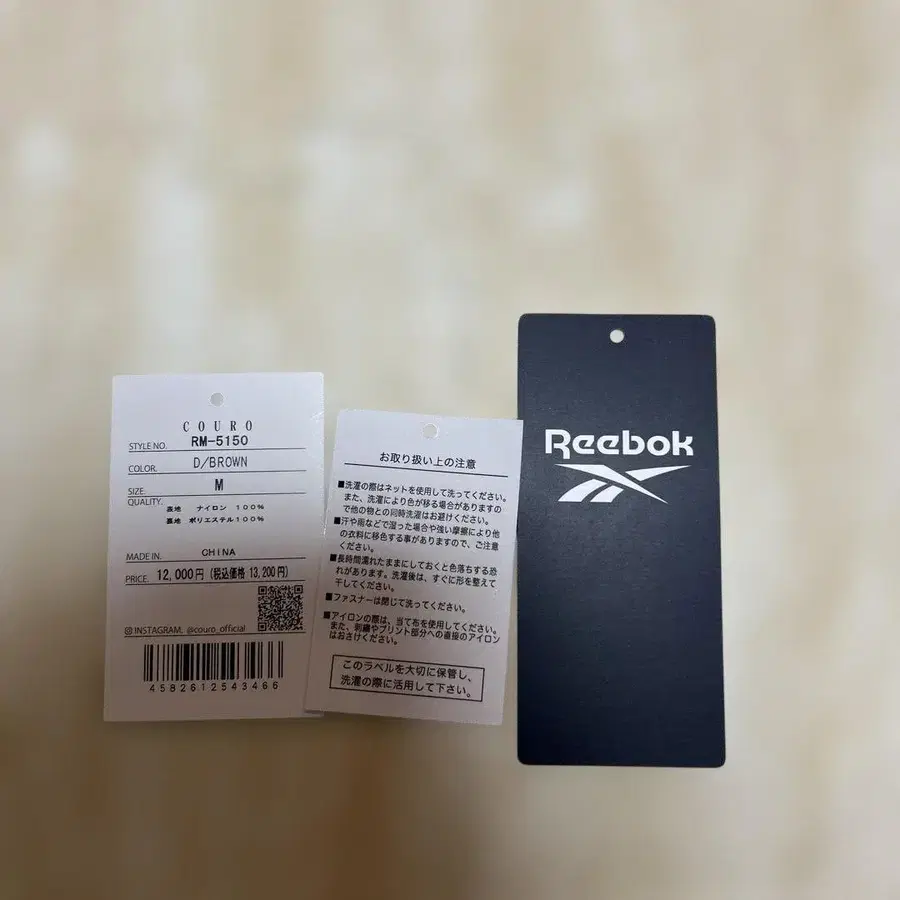 COURO
STYLE NO. RM-5150
COLOR. D/BROWN
SIZE. M
QUALITY.
表地 ナイロン 100%
裏地 ポリエステル100%
MADE IN. CHINA
PRICE. 12,000円 (税込価格 13,200円)
INSTAGRAM, @couro_official
4582612543466
お取り扱い上の注意
■洗濯の際はネットを使用して洗ってください。
また、洗濯により色が移る場合がありますの
で他の物との同時洗濯はお避けください。
■汗や雨などで湿った場合や強い摩擦により他
の衣料に移色する事がありますので、ご注意
ください。
■長時間濡れたままにしておくと色落ちする恐
れがあります。洗濯後は、すぐに形を整えて
干してください。
■ファスナーは閉じて洗ってください。
■アイロンの際は、当て布を使用してください。
また、刺繍やプリント部分への直接のアイロン
はおさけください。
このラベルを大切に保管し、
洗濯の際に活用して下さい。
Reebok